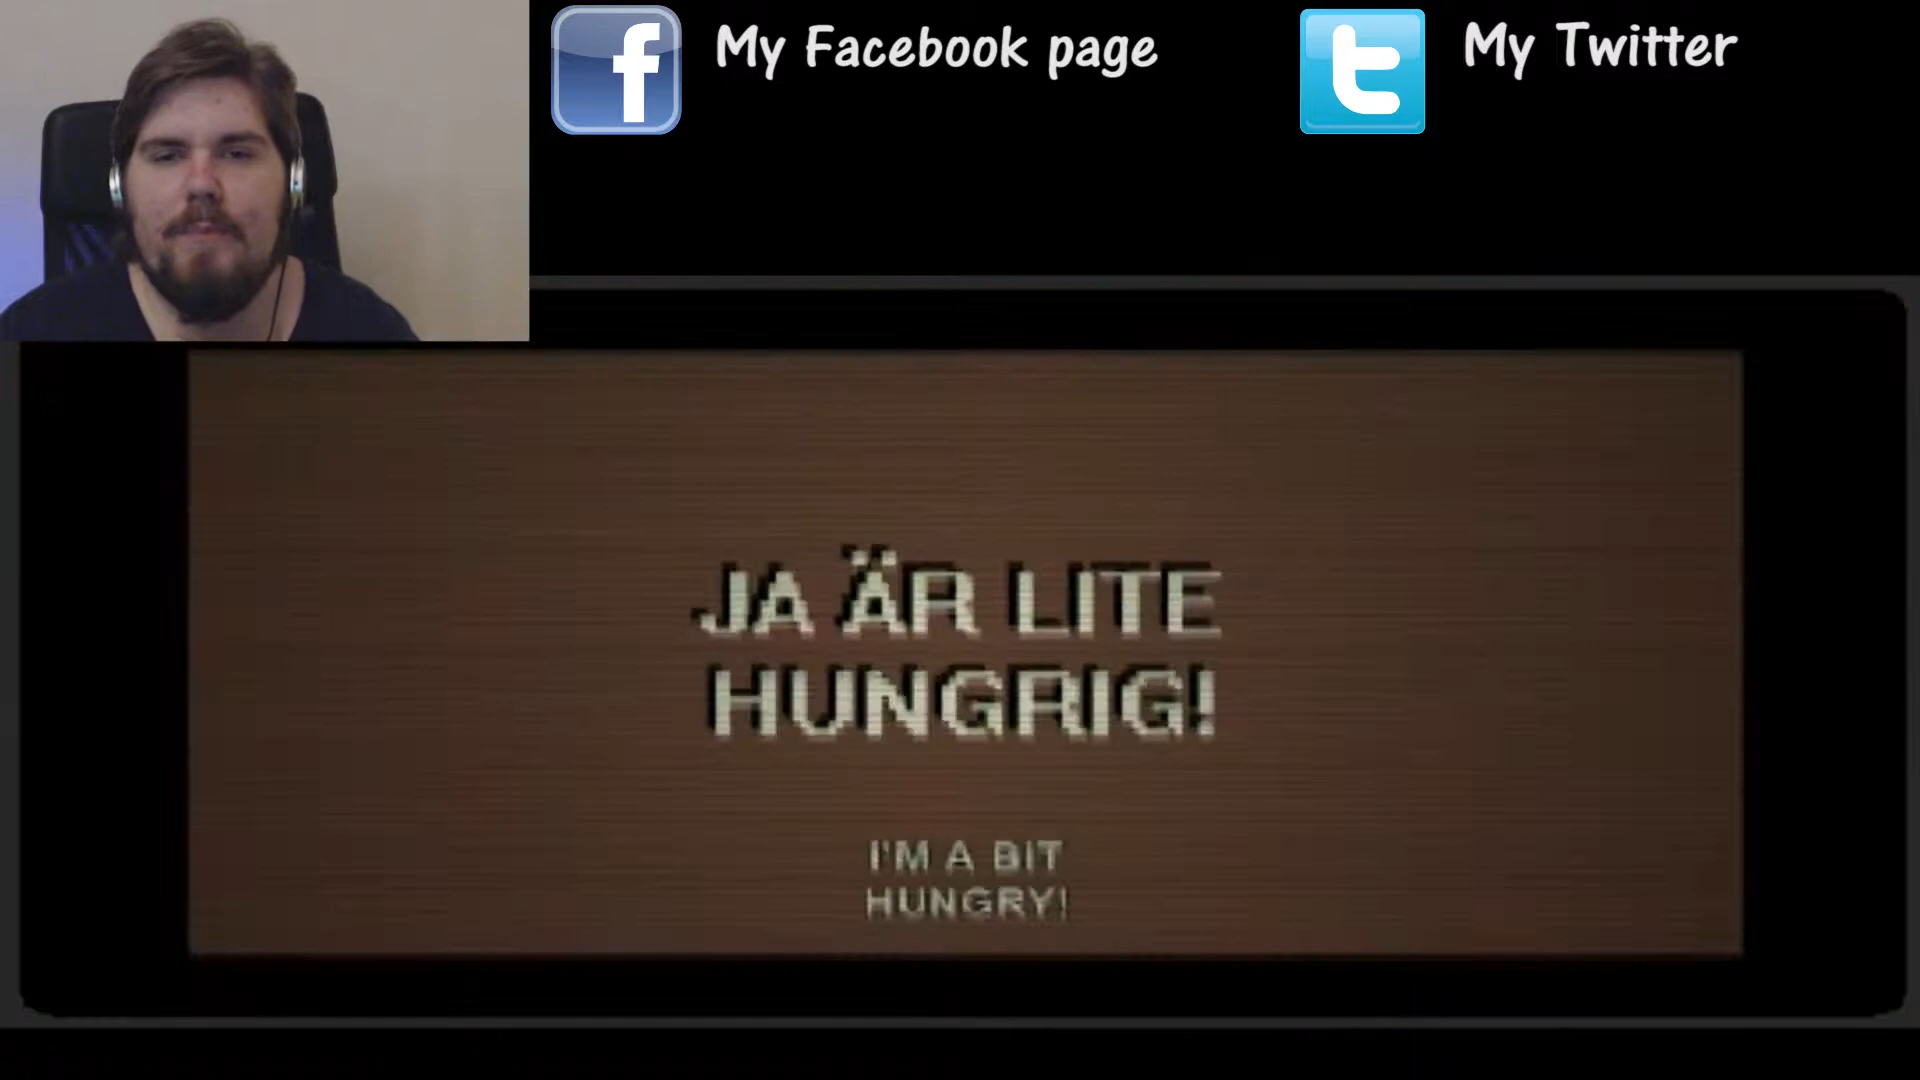 My Facebook page
My Twitter
JA ÄR LITE
HUNGRIG!
I'M A BIT
HUNGRY!